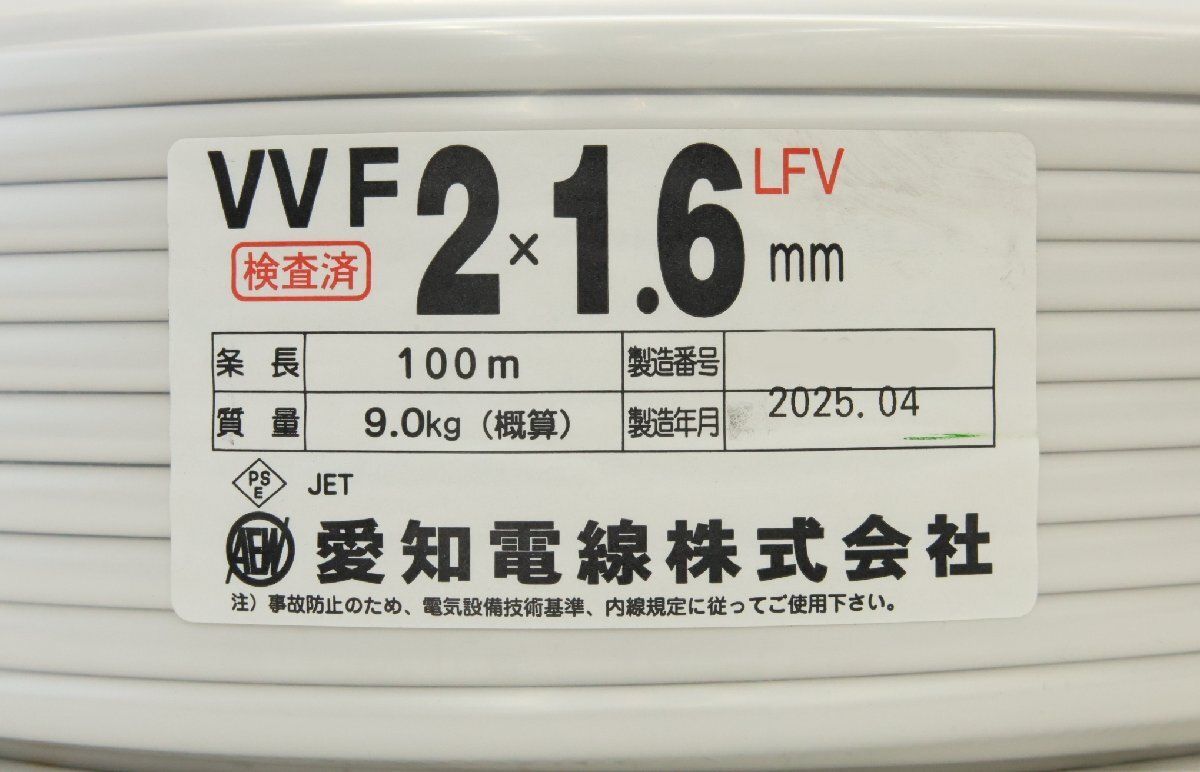 VVF 2×1.6mm LFV
検査済
条長 100m 製造番号
質量 9.0kg（概算） 製造年月 2025.04
PSE JET
AEW 愛知電線株式会社
注）事故防止のため、電気設備技術基準、内線規定に従ってご使用下さい。